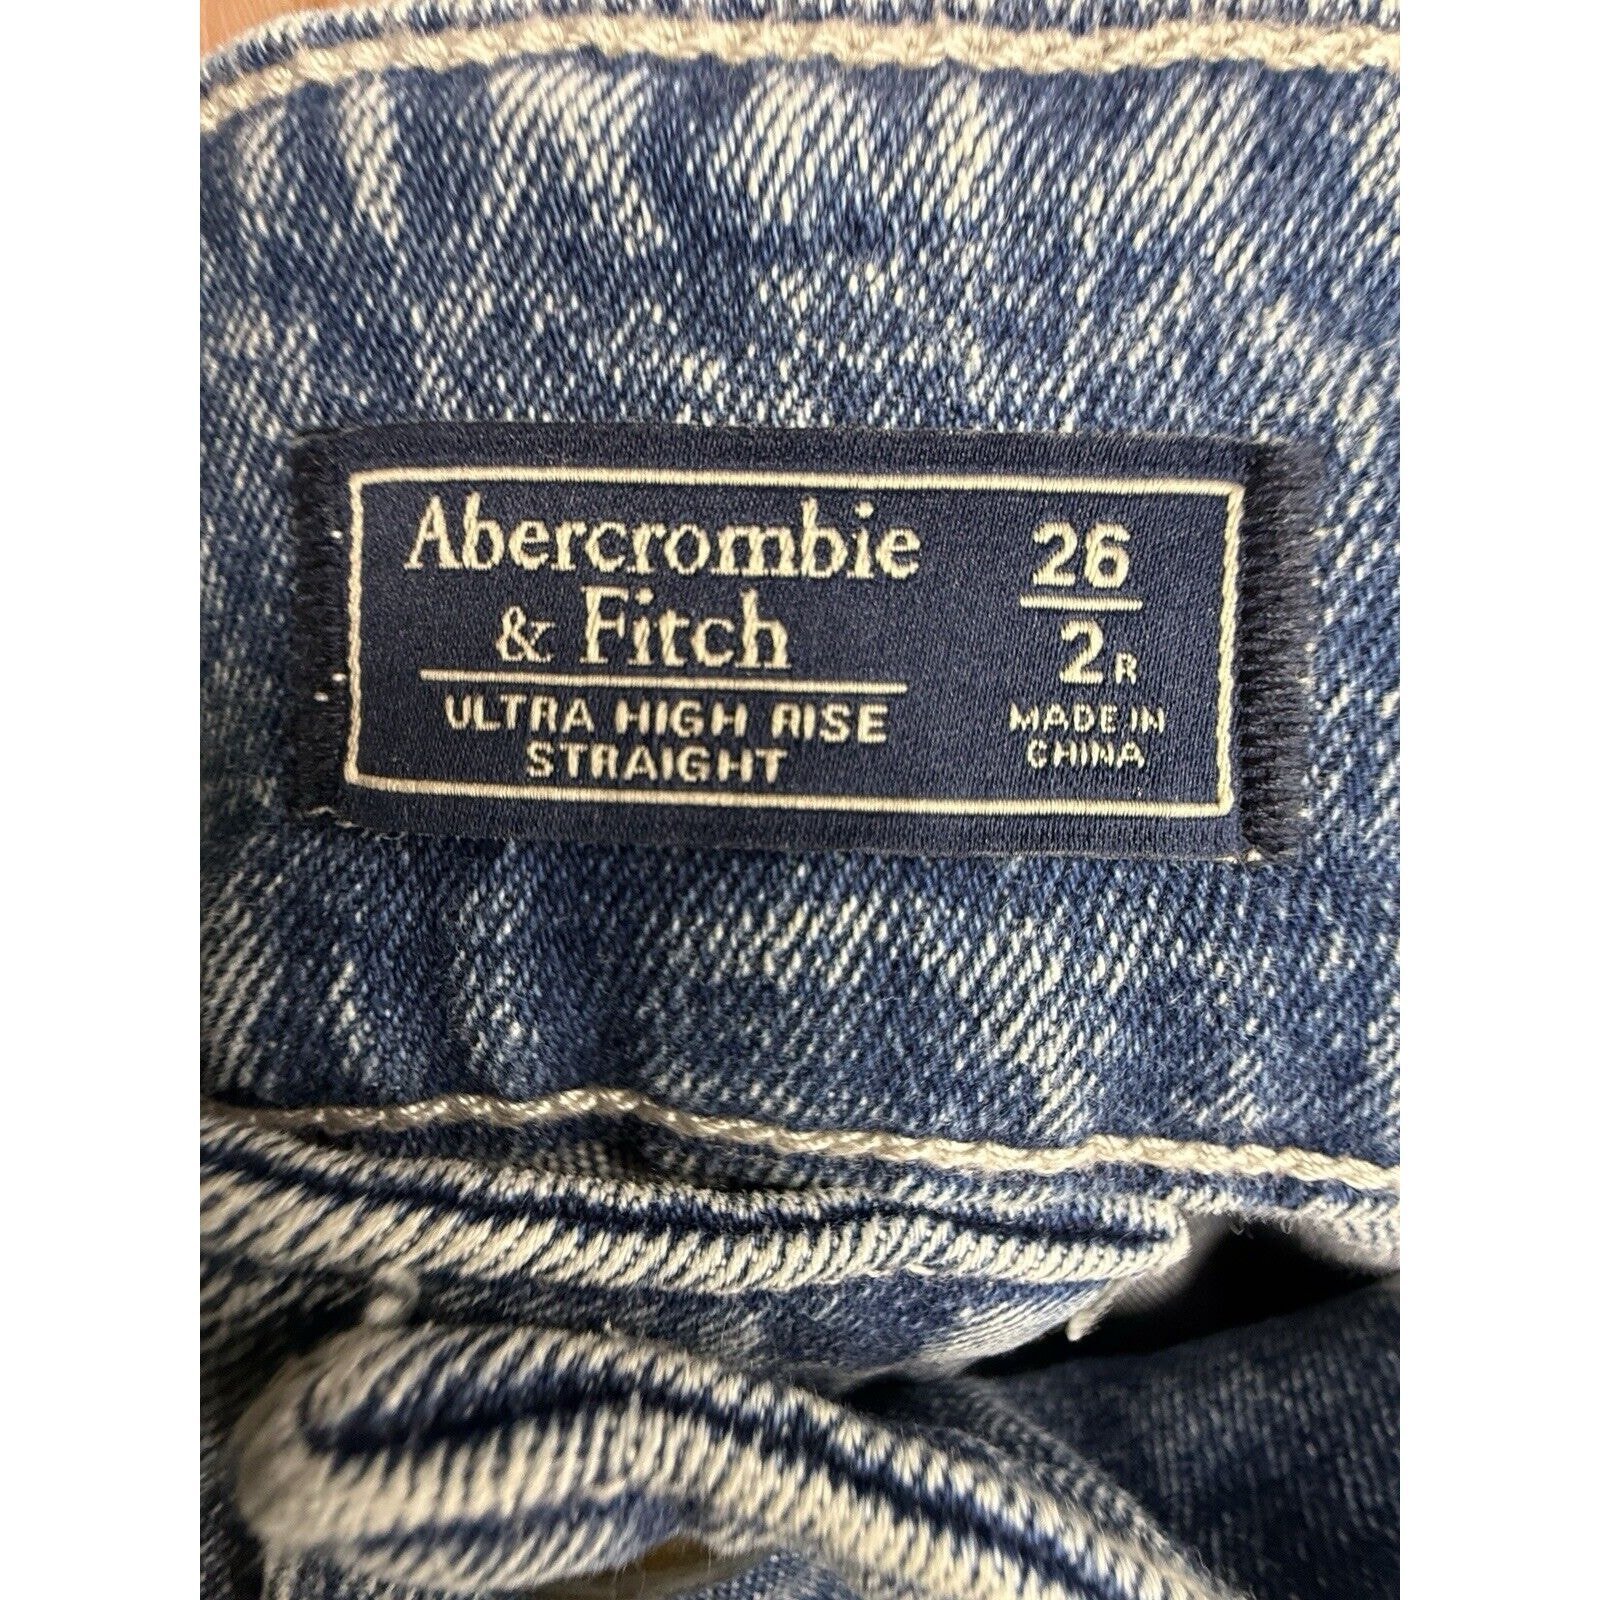 Abercrombie
& Fitch
ULTRA HIGH RISE
STRAIGHT
26
2R
MADE IN
CHINA